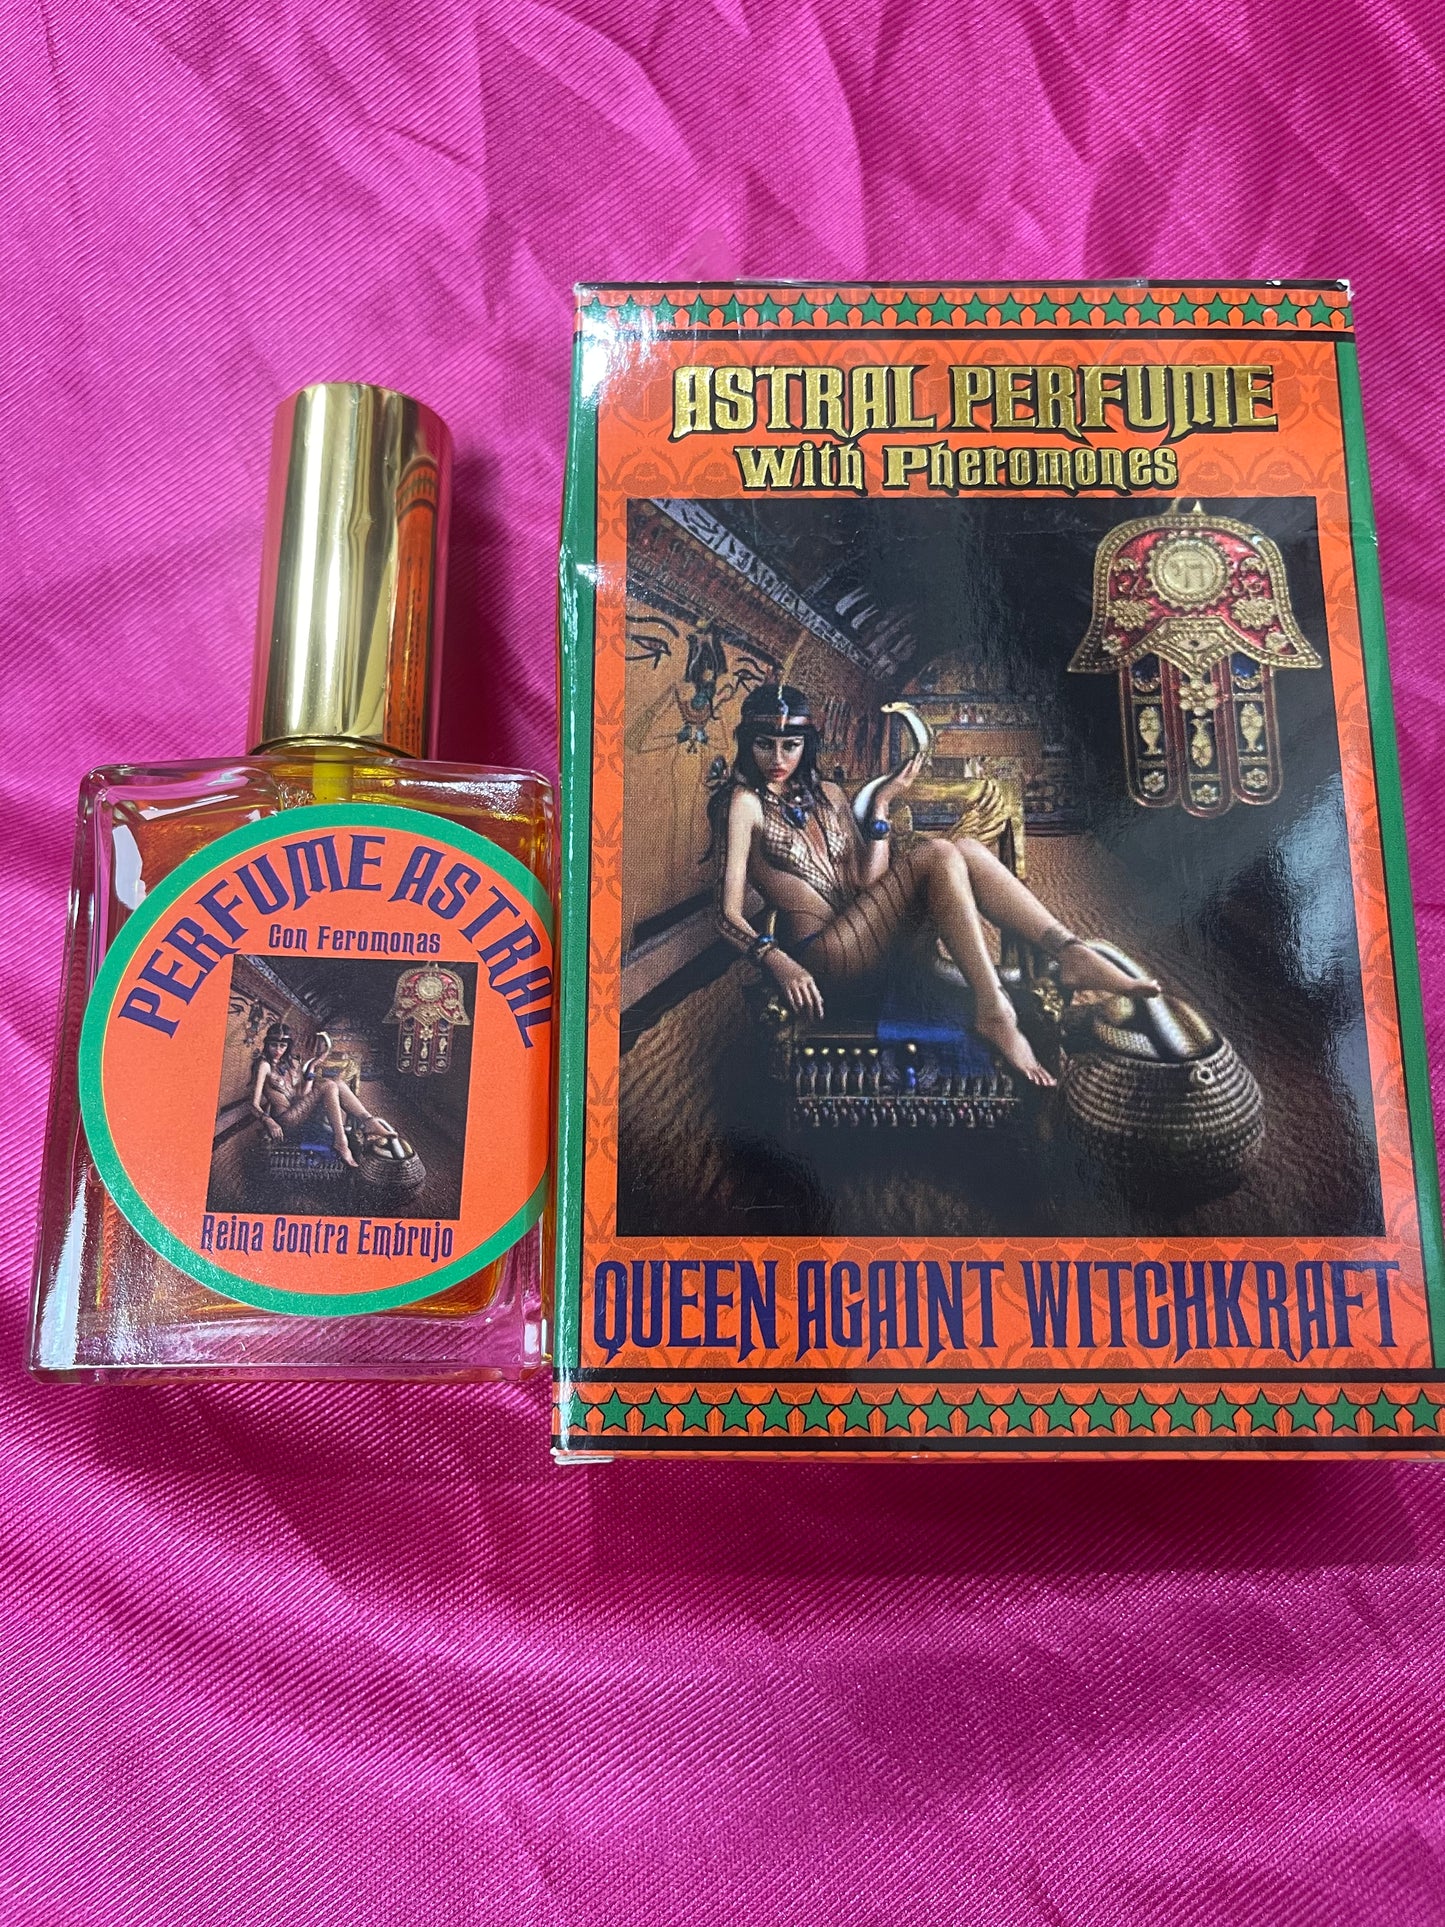 PERFUME ASTRAL
Con Feromonas
Reina Contra Embrujo
ASTRAL PERFUME
With Pheromones
QUEEN AGAINT WITCHKRAFT